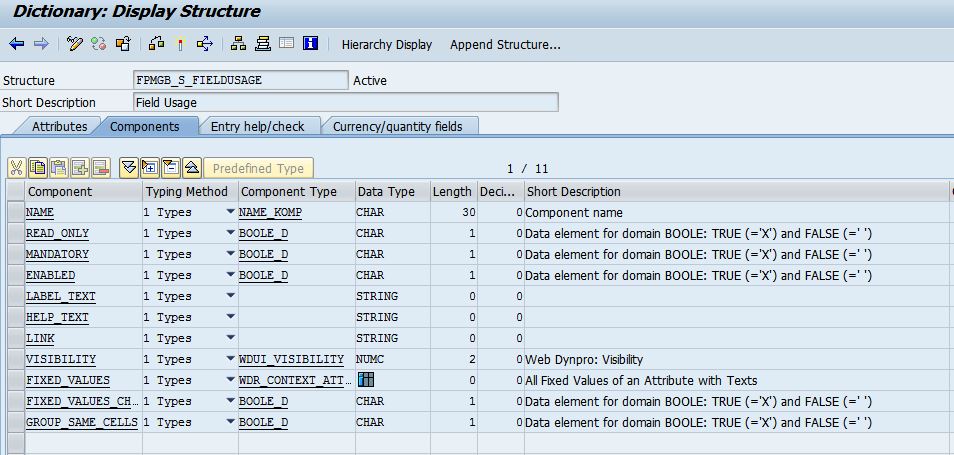 Dictionary: Display Structure
Hierarchy Display Append Structure...
Structure FPMGB_S_FIELDUSAGE Active
Short Description Field Usage
Attributes Components Entry help/check Currency/quantity fields
Predefined Type 1 / 11
Component Typing Method Component Type Data Type Length Deci... Short Description
NAME 1 Types NAME_KOMP CHAR 30 0 Component name
READ_ONLY 1 Types BOOLE_D CHAR 1 0 Data element for domain BOOLE: TRUE (='X') and FALSE (=' ')
MANDATORY 1 Types BOOLE_D CHAR 1 0 Data element for domain BOOLE: TRUE (='X') and FALSE (=' ')
ENABLED 1 Types BOOLE_D CHAR 1 0 Data element for domain BOOLE: TRUE (='X') and FALSE (=' ')
LABEL_TEXT 1 Types STRING 0 0
HELP_TEXT 1 Types STRING 0 0
LINK 1 Types STRING 0 0
VISIBILITY 1 Types WDUI_VISIBILITY NUMC 2 0 Web Dynpro: Visibility
FIXED_VALUES 1 Types WDR_CONTEXT_ATT... 0 0 All Fixed Values of an Attribute with Texts
FIXED_VALUES_CH... 1 Types BOOLE_D CHAR 1 0 Data element for domain BOOLE: TRUE (='X') and FALSE (=' ')
GROUP_SAME_CELLS 1 Types BOOLE_D CHAR 1 0 Data element for domain BOOLE: TRUE (='X') and FALSE (=' ')